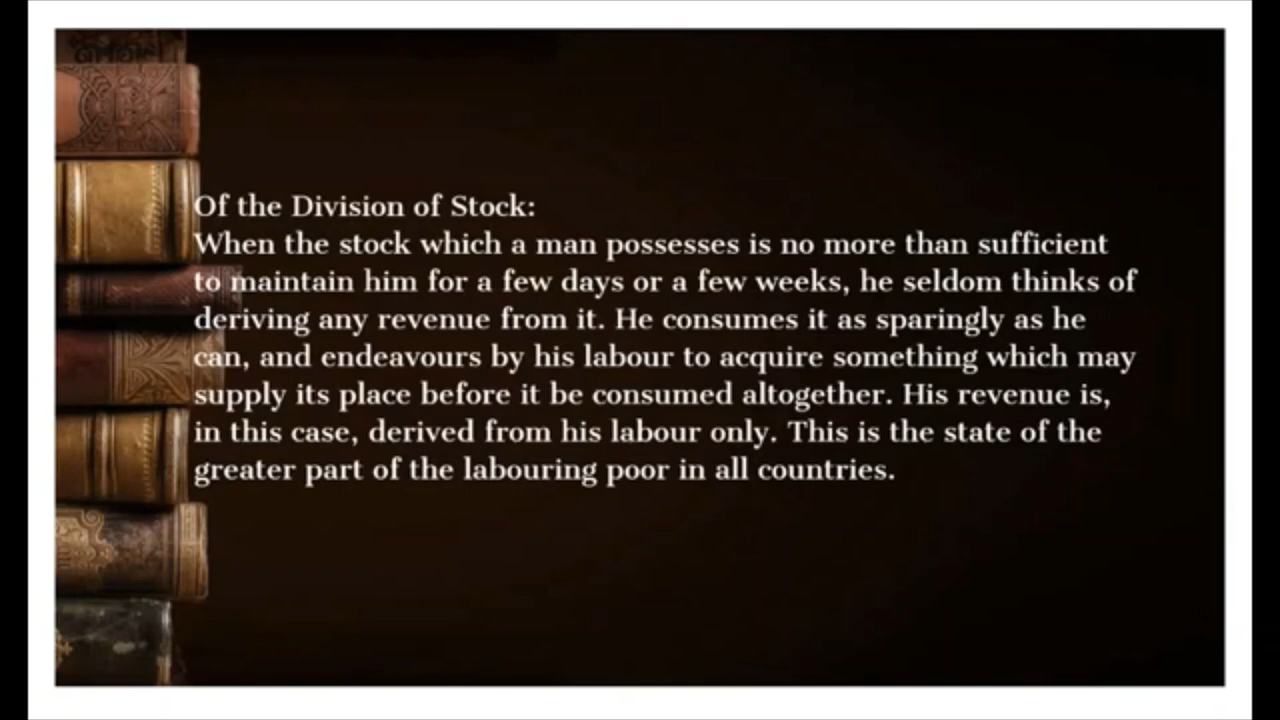 Of the Division of Stock:
When the stock which a man possesses is no more than sufficient
to maintain him for a few days or a few weeks, he seldom thinks of
deriving any revenue from it. He consumes it as sparingly as he
can, and endeavours by his labour to acquire something which may
supply its place before it be consumed altogether. His revenue is,
in this case, derived from his labour only. This is the state of the
greater part of the labouring poor in all countries.